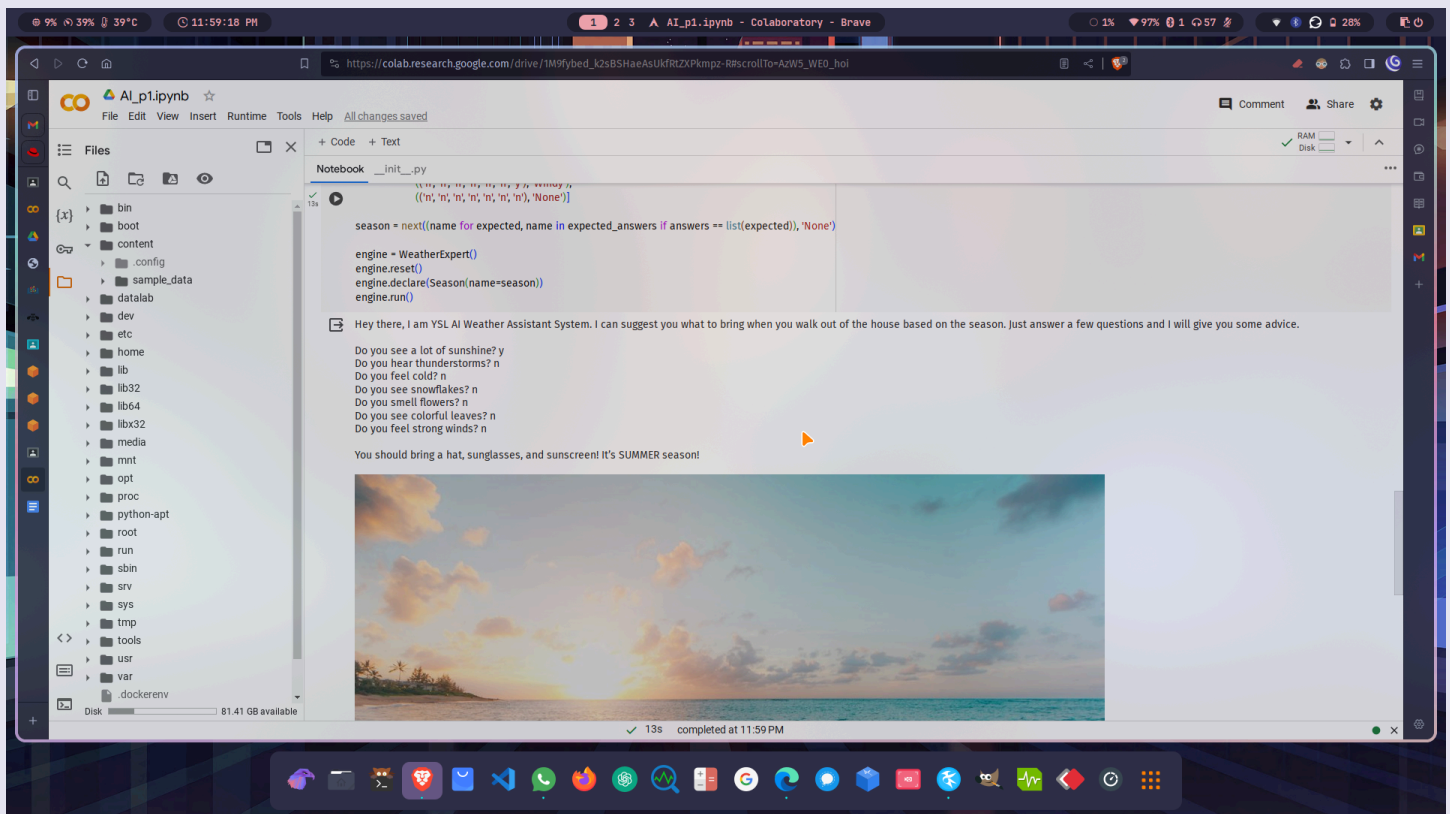 9% 39% 39°C
11:59:18 PM
1 2 3 AI_p1.ipynb - Colaboratory - Brave
1% 97% 1 57
28%
https://colab.research.google.com/drive/1M9fybed_k2sBSHaeAsUkfRtZXPkmpz-R#scrollTo=AzW5_WE0_hoi
AI_p1.ipynb
File Edit View Insert Runtime Tools Help All changes saved
Comment Share
Files
+ Code + Text
RAM
Disk
Notebook __init__.py
bin
boot
content
.config
sample_data
datalab
dev
etc
home
lib
lib32
lib64
libx32
media
mnt
opt
proc
python-apt
root
run
sbin
srv
sys
tmp
tools
usr
var
.dockerenv
Disk 81.41 GB available
13s
(('n', 'n', 'n', 'n', 'n', 'n', 'y'), 'Windy'),
(('n', 'n', 'n', 'n', 'n', 'n', 'n'), 'None')]
season = next((name for expected, name in expected_answers if answers == list(expected)), 'None')
engine = WeatherExpert()
engine.reset()
engine.declare(Season(name=season))
engine.run()
Hey there, I am YSL AI Weather Assistant System. I can suggest you what to bring when you walk out of the house based on the season. Just answer a few questions and I will give you some advice.
Do you see a lot of sunshine? y
Do you hear thunderstorms? n
Do you feel cold? n
Do you see snowflakes? n
Do you smell flowers? n
Do you see colorful leaves? n
Do you feel strong winds? n
You should bring a hat, sunglasses, and sunscreen! It's SUMMER season!
13s completed at 11:59 PM